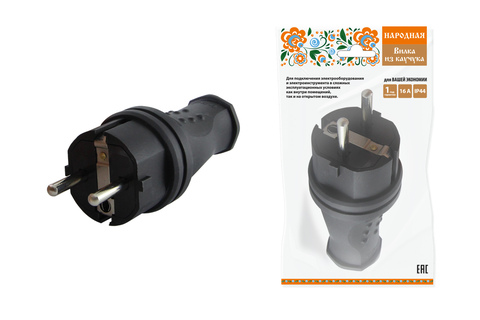 НАРОДНАЯ
Вилка
из каучука
для ВАШЕЙ ЭКОНОМИИ
Для подключения электрооборудования
и электроинструмента в сложных
эксплуатационных условиях
как внутри помещений,
так и на открытом воздухе.
1
16 А
IP44
EAC